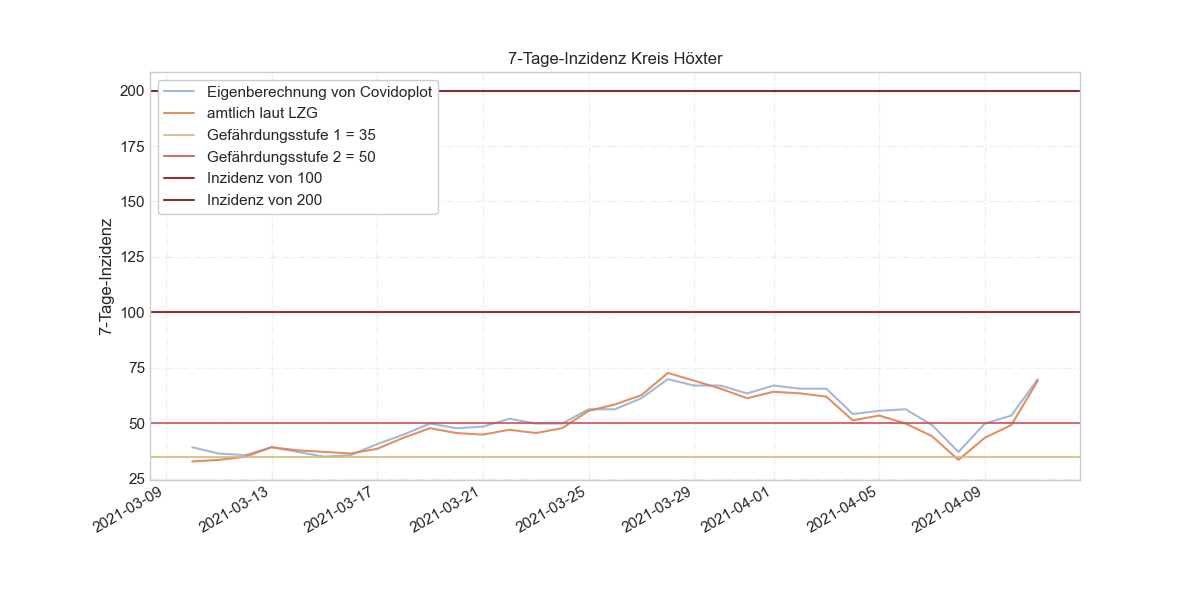 7-Tage-Inzidenz Kreis Höxter
Eigenberechnung von Covidoplot
amtlich laut LZG
Gefährdungsstufe 1 = 35
Gefährdungsstufe 2 = 50
Inzidenz von 100
Inzidenz von 200
7-Tage-Inzidenz
200
175
150
125
100
75
50
25
2021-03-09
2021-03-13
2021-03-17
2021-03-21
2021-03-25
2021-03-29
2021-04-01
2021-04-05
2021-04-09